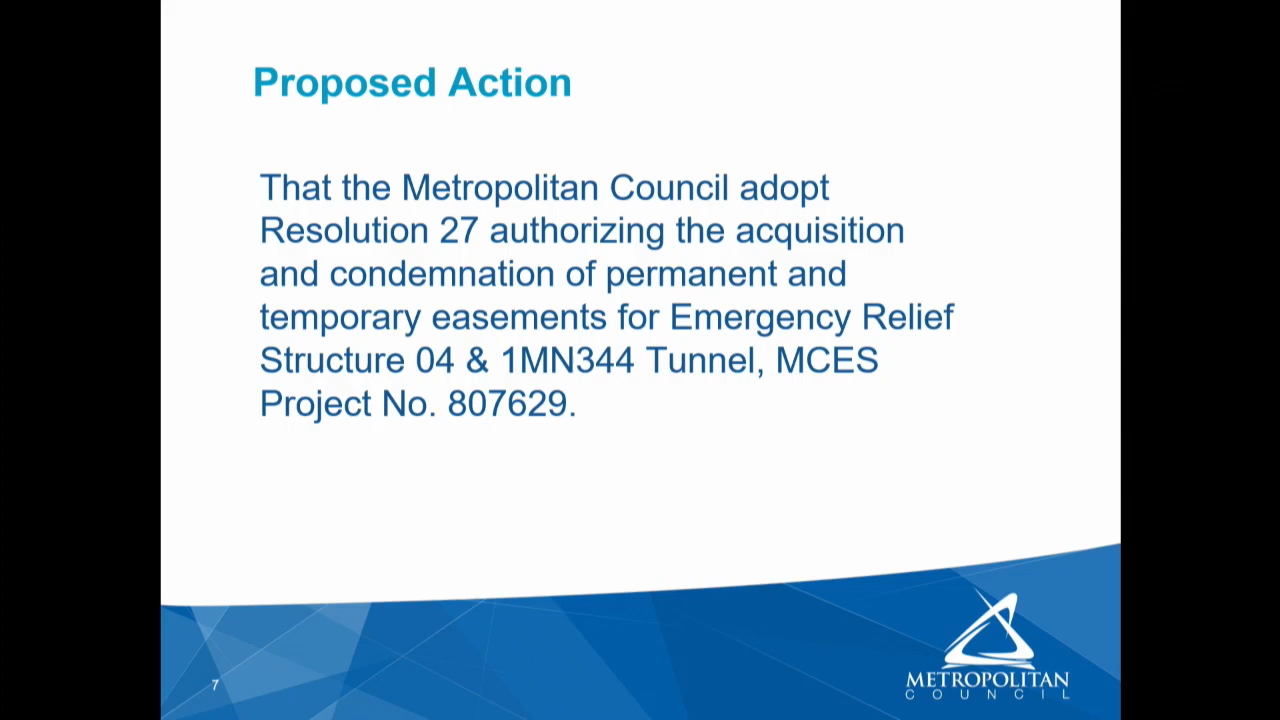 Proposed Action
That the Metropolitan Council adopt
Resolution 27 authorizing the acquisition
and condemnation of permanent and
temporary easements for Emergency Relief
Structure 04 & 1MN344 Tunnel, MCES
Project No. 807629.
7
METROPOLITAN
COUNCIL